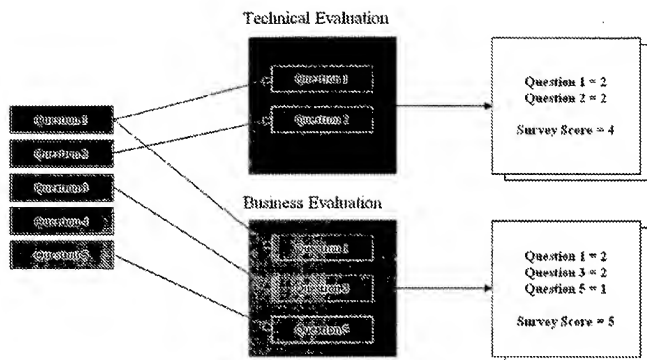 Technical Evaluation
Question 1
Question 2
Question 1 = 2
Question 2 = 2
Survey Score = 4
Question 1
Question 2
Question 3
Question 4
Question 5
Business Evaluation
Question 1
Question 3
Question 5
Question 1 = 2
Question 3 = 2
Question 5 = 1
Survey Score = 5